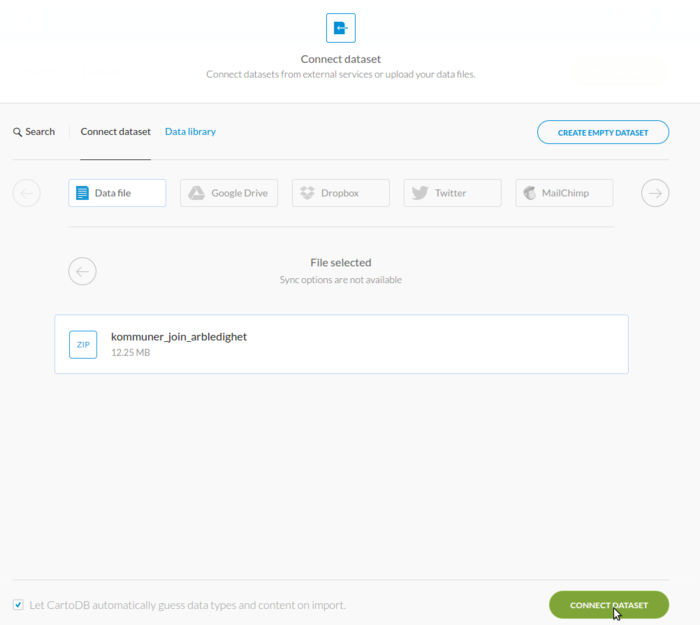 Connect dataset
Connect datasets from external services or upload your data files.
Search
Connect dataset
Data library
CREATE EMPTY DATASET
Data file
Google Drive
Dropbox
Twitter
MailChimp
File selected
Sync options are not available
ZIP
kommuner_join_arbledighet
12.25 MB
Let CartoDB automatically guess data types and content on import.
CONNECT DATASET